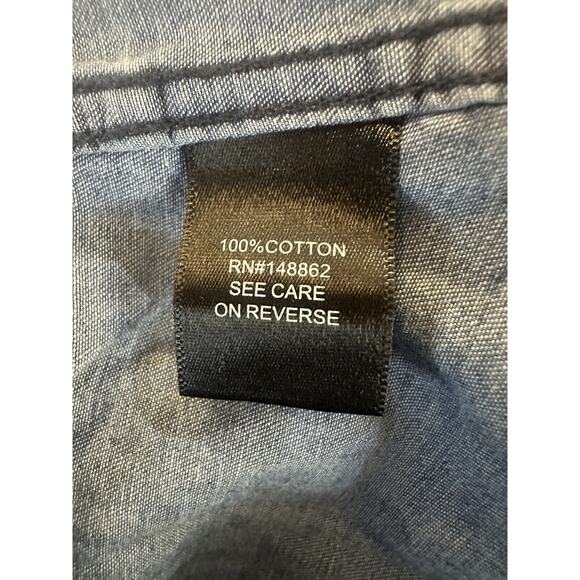 100%COTTON
RN#148862
SEE CARE
ON REVERSE